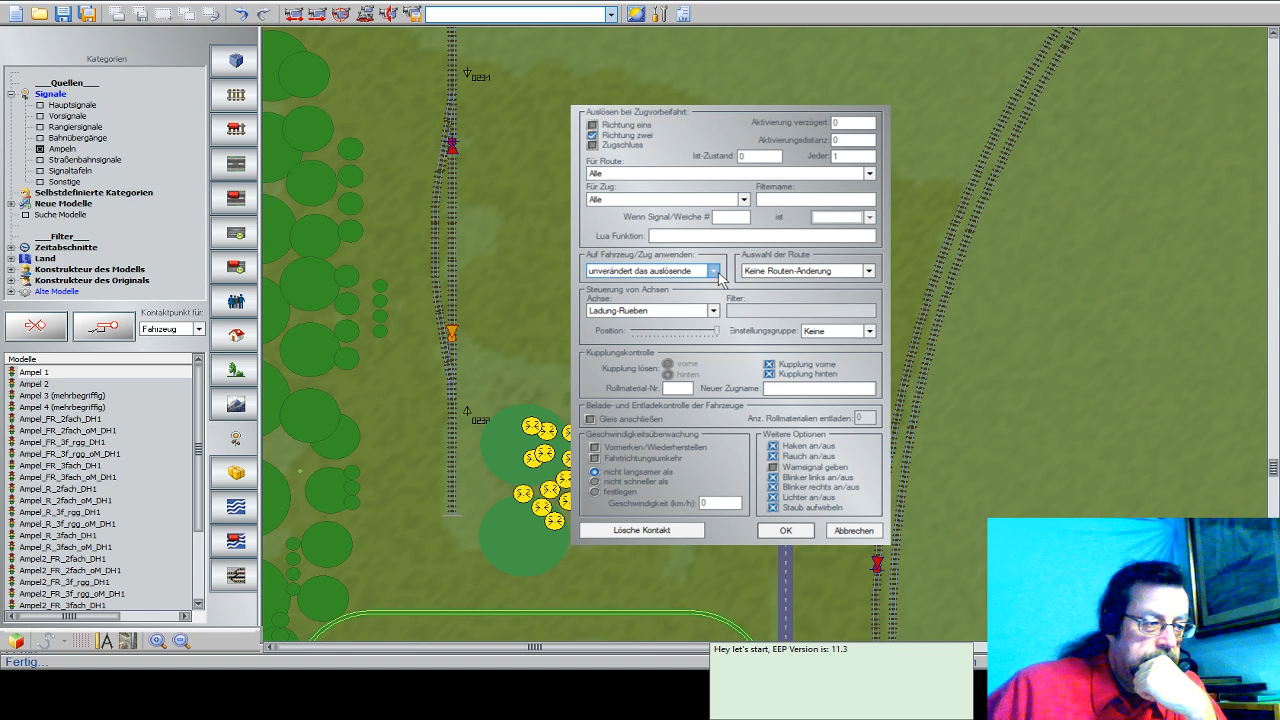 Kategorien
___Quellen___
Signale
Hauptsignale
Vorsignale
Rangiersignale
Bahnübergänge
Ampeln
Straßenbahnsignale
Signaltafeln
Sonstige
Selbstdefinierte Kategorien
Neue Modelle
Suche Modelle
___Filter___
Zeitabschnitte
Land
Konstrukteur des Modells
Konstrukteur des Originals
Alte Modelle
Kontaktpunkt für:
Fahrzeug
Modelle
Ampel 1
Ampel 2
Ampel 3 (mehrbegriffig)
Ampel 4 (mehrbegriffig)
Ampel_FR_2fach_DH1
Ampel_FR_2fach_oM_DH1
Ampel_FR_3f_rgg_DH1
Ampel_FR_3f_rgg_oM_DH1
Ampel_FR_3fach_DH1
Ampel_FR_3fach_oM_DH1
Ampel_R_2fach_DH1
Ampel_R_2fach_oM_DH1
Ampel_R_3f_rgg_DH1
Ampel_R_3f_rgg_oM_DH1
Ampel_R_3fach_DH1
Ampel_R_3fach_oM_DH1
Ampel2_FR_2fach_DH1
Ampel2_FR_2fach_oM_DH1
Ampel2_FR_3f_rgg_DH1
Ampel2_FR_3f_rgg_oM_DH1
Ampel2_FR_3fach_DH1
Fertig...
0231
0232
Auslösen bei Zugvorbeifahrt:
Richtung eins
Aktivierung verzögert: 0
Richtung zwei
Aktivierungsdistanz: 0
Zugschluss
Ist-Zustand: 0
Jeder: 1
Für Route:
Alle
Für Zug:
Filtername:
Alle
Wenn Signal/Weiche #
ist
Lua Funktion:
Auf Fahrzeug/Zug anwenden:
Auswahl der Route
unverändert das auslösende
Keine Routen-Änderung
Steuerung von Achsen
Achse:
Filter:
Ladung-Rueben
Position:
Einstellungsgruppe: Keine
Kupplungskontrolle
Kupplung lösen:
vorne
hinten
Kupplung vorne
Kupplung hinten
Rollmaterial-Nr.
Neuer Zugname:
Belade- und Entladekontrolle der Fahrzeuge
Gleis anschließen
Anz. Rollmaterialien entladen: 0
Geschwindigkeitsüberwachung
Vormerken/Wiederherstellen
Fahrtrichtungsumkehr
nicht langsamer als
nicht schneller als
festlegen
Geschwindigkeit (km/h): 0
Weitere Optionen
Haken an/aus
Rauch an/aus
Warnsignal geben
Blinker links an/aus
Blinker rechts an/aus
Lichter an/aus
Staub aufwirbeln
Lösche Kontakt
OK
Abbrechen
Hey let's start, EEP Version is: 11.3